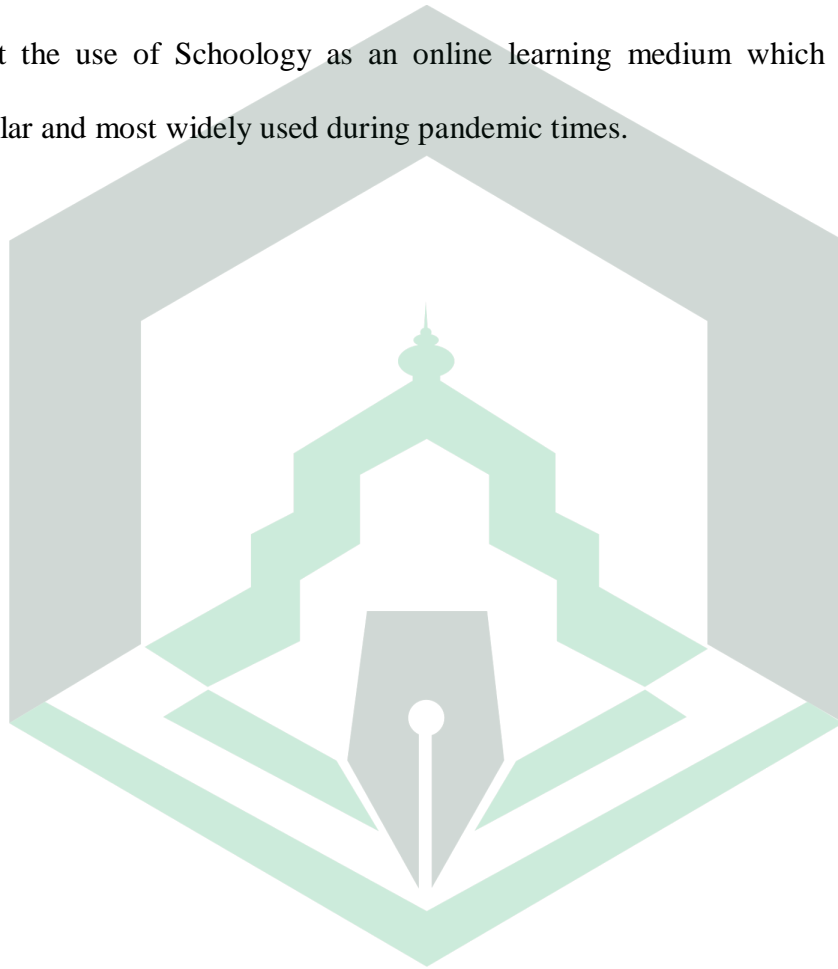 t the use of Schoology as an online learning medium which
lar and most widely used during pandemic times.